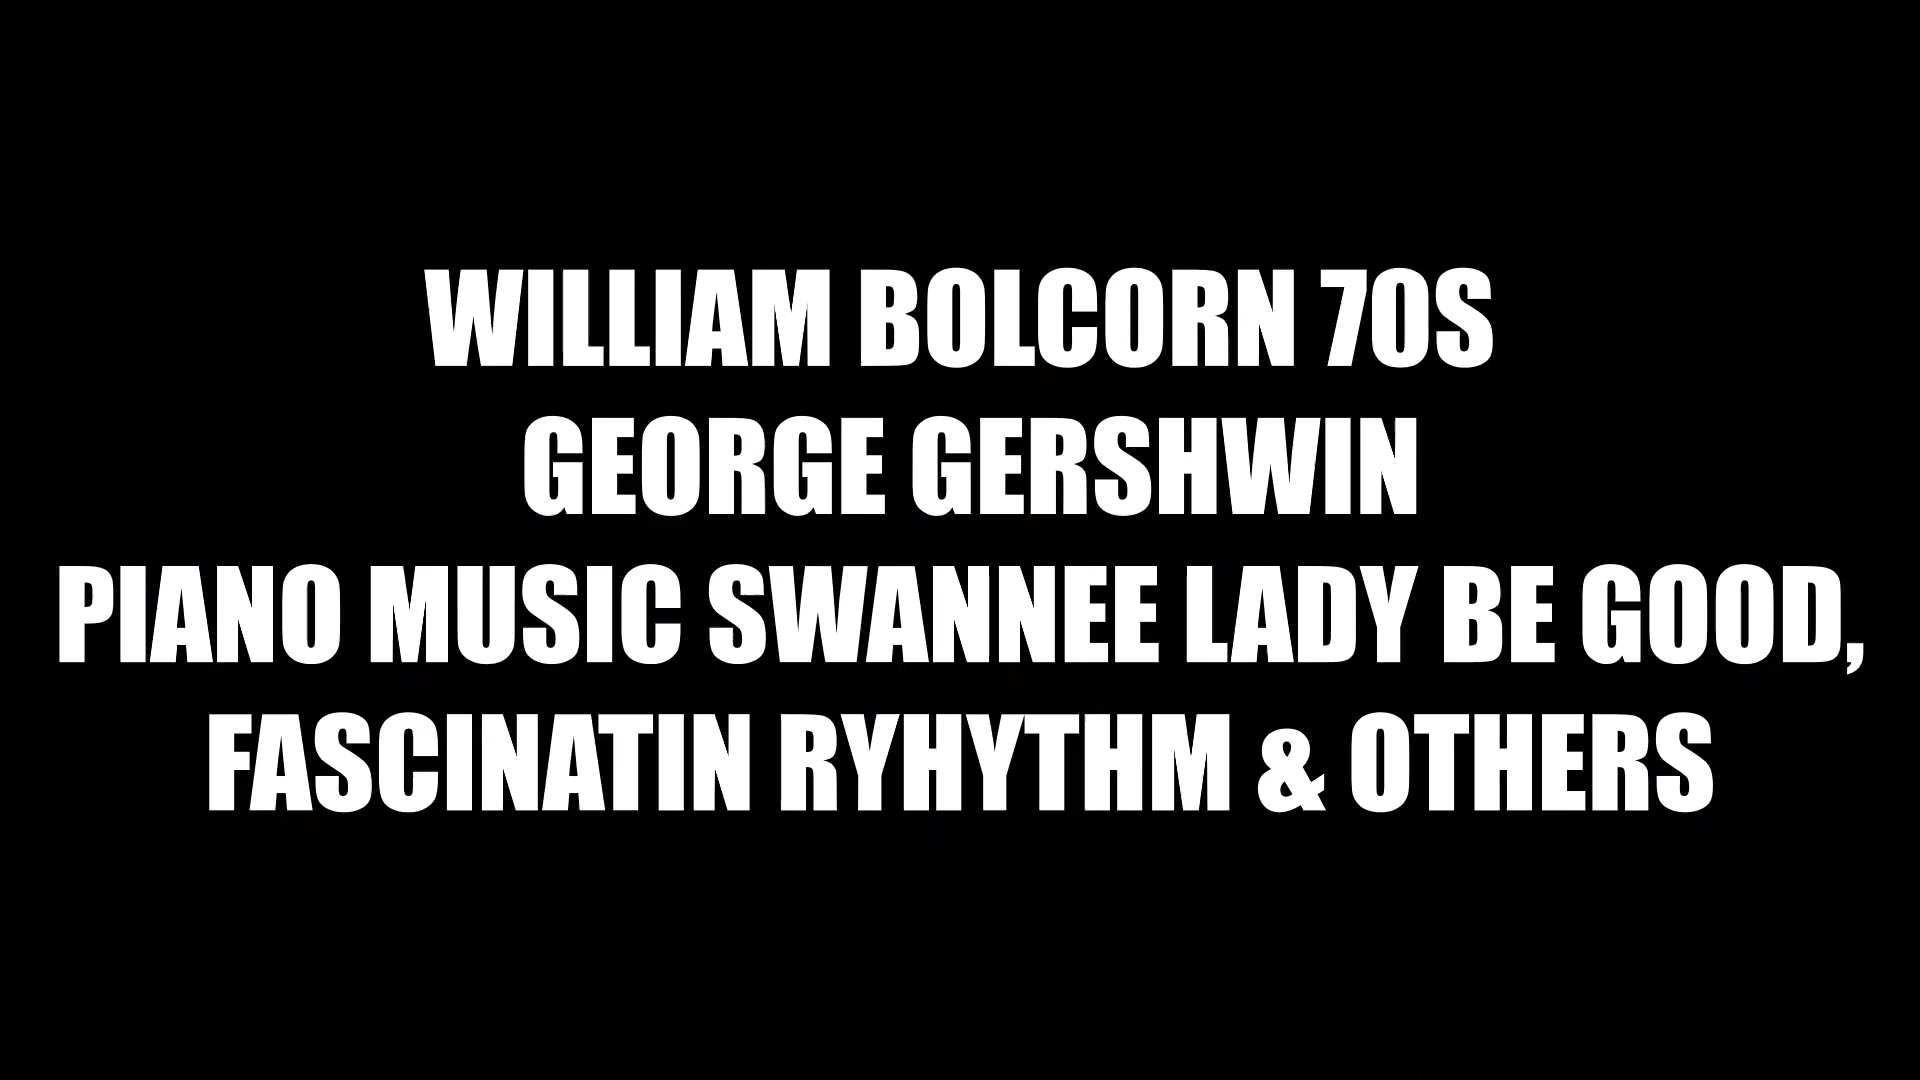 WILLIAM BOLCORN 70S
GEORGE GERSHWIN
PIANO MUSIC SWANNEE LADY BE GOOD,
FASCINATIN RYHYTHM & OTHERS